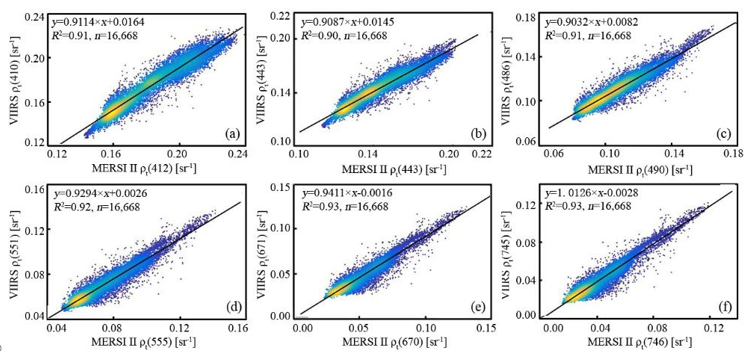 y=0.9114×x+0.0164
R²=0.91, n=16,668
0.24
0.20
0.16
0.12
VIIRS ρt(410) [sr⁻¹]
(a)
0.12 0.16 0.20 0.24
MERSI II ρt(412) [sr⁻¹]
y=0.9087×x+0.0145
R²=0.90, n=16,668
0.22
0.20
0.14
0.10
VIIRS ρt(443) [sr⁻¹]
(b)
0.10 0.14 0.20 0.22
MERSI II ρt(443) [sr⁻¹]
y=0.9032×x+0.0082
R²=0.91, n=16,668
0.18
0.14
0.10
0.06
VIIRS ρt(486) [sr⁻¹]
(c)
0.06 0.10 0.14 0.18
MERSI II ρt(490) [sr⁻¹]
y=0.9294×x+0.0026
R²=0.92, n=16,668
0.16
0.12
0.08
0.04
VIIRS ρt(551) [sr⁻¹]
(d)
0.04 0.08 0.12 0.16
MERSI II ρt(555) [sr⁻¹]
y=0.9411×x-0.0016
R²=0.93, n=16,668
0.15
0.10
0.05
0.00
VIIRS ρt(671) [sr⁻¹]
(e)
0.00 0.05 0.10 0.15
MERSI II ρt(670) [sr⁻¹]
y=1. 0126×x-0.0028
R²=0.93, n=16,668
0.12
0.08
0.04
0.00
VIIRS ρt(745) [sr⁻¹]
(f)
0.00 0.04 0.08 0.12
MERSI II ρt(746) [sr⁻¹]